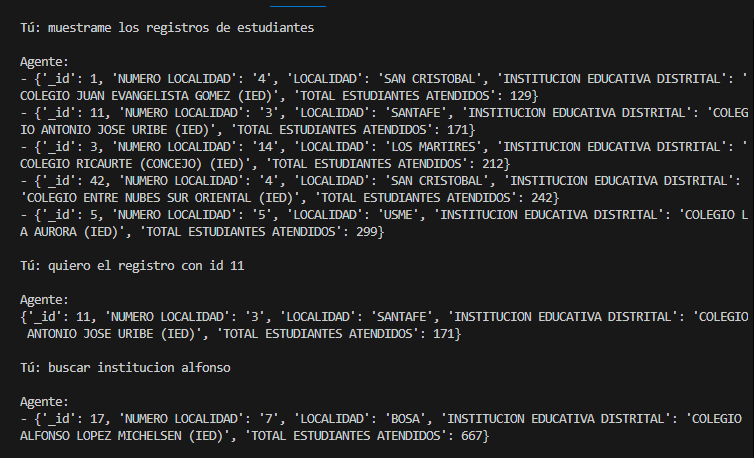 Tú: muestrame los registros de estudiantes
Agente:
- {'_id': 1, 'NUMERO LOCALIDAD': '4', 'LOCALIDAD': 'SAN CRISTOBAL', 'INSTITUCION EDUCATIVA DISTRITAL': '
COLEGIO JUAN EVANGELISTA GOMEZ (IED)', 'TOTAL ESTUDIANTES ATENDIDOS': 129}
- {'_id': 11, 'NUMERO LOCALIDAD': '3', 'LOCALIDAD': 'SANTAFE', 'INSTITUCION EDUCATIVA DISTRITAL': 'COLEG
IO ANTONIO JOSE URIBE (IED)', 'TOTAL ESTUDIANTES ATENDIDOS': 171}
- {'_id': 3, 'NUMERO LOCALIDAD': '14', 'LOCALIDAD': 'LOS MARTIRES', 'INSTITUCION EDUCATIVA DISTRITAL': '
COLEGIO RICAURTE (CONCEJO) (IED)', 'TOTAL ESTUDIANTES ATENDIDOS': 212}
- {'_id': 42, 'NUMERO LOCALIDAD': '4', 'LOCALIDAD': 'SAN CRISTOBAL', 'INSTITUCION EDUCATIVA DISTRITAL':
'COLEGIO ENTRE NUBES SUR ORIENTAL (IED)', 'TOTAL ESTUDIANTES ATENDIDOS': 242}
- {'_id': 5, 'NUMERO LOCALIDAD': '5', 'LOCALIDAD': 'USME', 'INSTITUCION EDUCATIVA DISTRITAL': 'COLEGIO L
A AURORA (IED)', 'TOTAL ESTUDIANTES ATENDIDOS': 299}
Tú: quiero el registro con id 11
Agente:
{'_id': 11, 'NUMERO LOCALIDAD': '3', 'LOCALIDAD': 'SANTAFE', 'INSTITUCION EDUCATIVA DISTRITAL': 'COLEGIO
ANTONIO JOSE URIBE (IED)', 'TOTAL ESTUDIANTES ATENDIDOS': 171}
Tú: buscar institucion alfonso
Agente:
- {'_id': 17, 'NUMERO LOCALIDAD': '7', 'LOCALIDAD': 'BOSA', 'INSTITUCION EDUCATIVA DISTRITAL': 'COLEGIO
ALFONSO LOPEZ MICHELSEN (IED)', 'TOTAL ESTUDIANTES ATENDIDOS': 667}